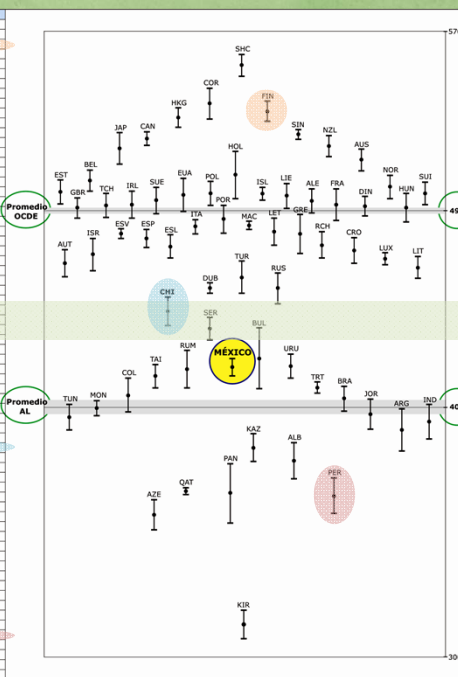 570
SHC
COR
FIN
HKG
SIN
CAN
JAP
NZL
HOL
AUS
BEL
NOR
EST
EUA
POL
ISL
LIE
SUI
GBR
TCH
IRL
SUE
ALE
FRA
DIN
HUN
POR
Promedio
OCDE
ITA
MAC
LET
GRE
ESV
ESP
ESL
RCH
CRO
ISR
AUT
LUX
LIT
TUR
RUS
DUB
CHI
SER
BUL
MÉXICO
RUM
URU
TAI
COL
TRT
BRA
Promedio
AL
TUN
MON
JOR
ARG
IND
KAZ
ALB
PAN
PER
QAT
AZE
KIR